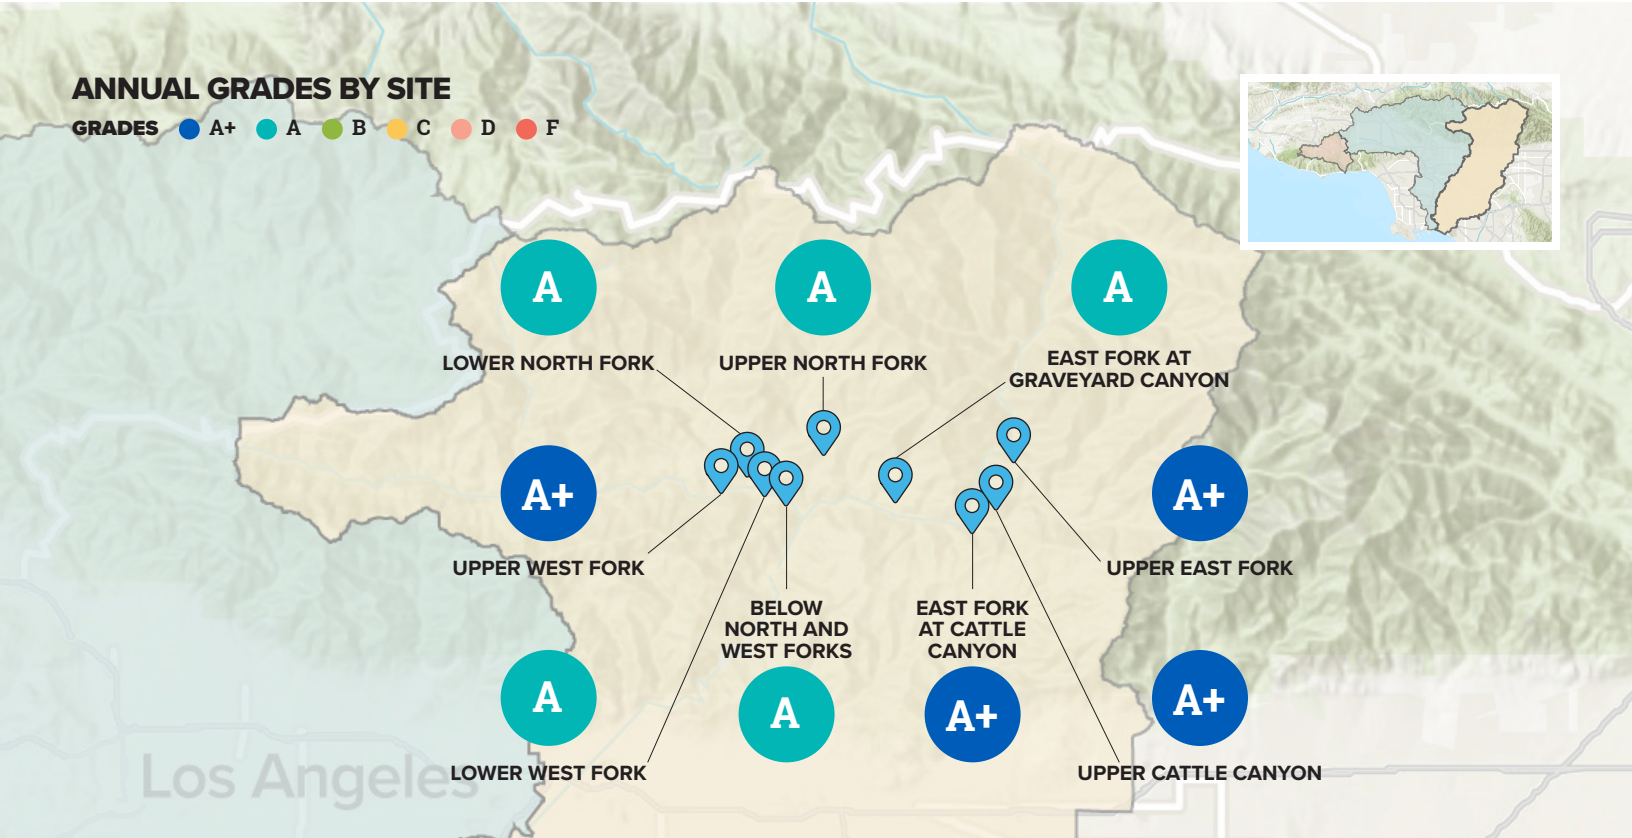 ANNUAL GRADES BY SITE
GRADES A+ A B C D F
A
LOWER NORTH FORK
A
UPPER NORTH FORK
A
EAST FORK AT
GRAVEYARD CANYON
A+
UPPER WEST FORK
A+
UPPER EAST FORK
A
LOWER WEST FORK
BELOW
NORTH AND
WEST FORKS
A
EAST FORK
AT CATTLE
CANYON
A+
A+
UPPER CATTLE CANYON
Los Angeles